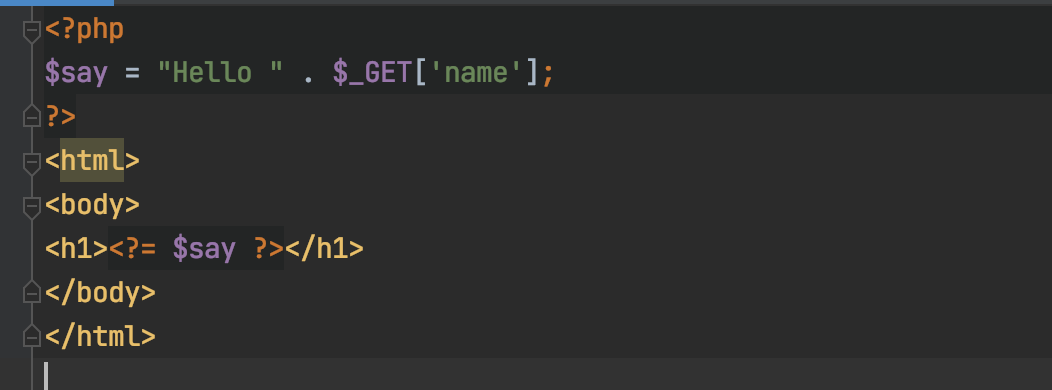 <?php
$say = "Hello " . $_GET['name'];
?>
<html>
<body>
<h1><?= $say ?></h1>
</body>
</html>